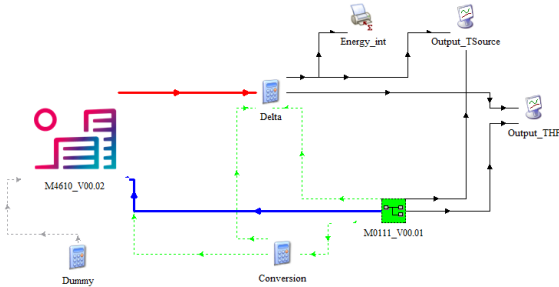 Energy_int
Output_TSource
Delta
Output_THP
M4610_V00.02
M0111_V00.01
Dummy
Conversion